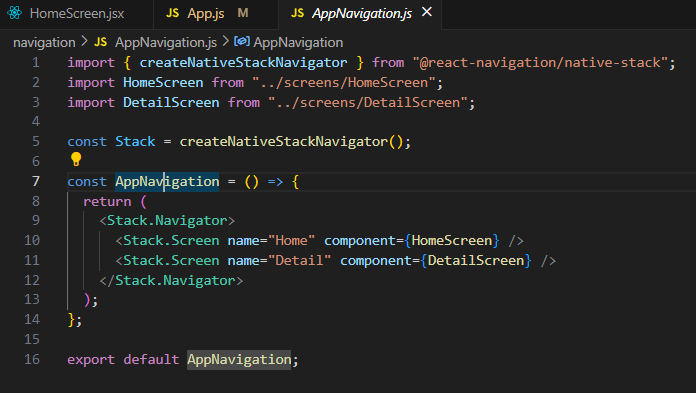 HomeScreen.jsx JS App.js M JS AppNavigation.js
navigation > JS AppNavigation.js > AppNavigation
1 import { createNativeStackNavigator } from "@react-navigation/native-stack";
2 import HomeScreen from "../screens/HomeScreen";
3 import DetailScreen from "../screens/DetailScreen";
4
5 const Stack = createNativeStackNavigator();
6
7 const AppNavigation = () => {
8 return (
9 <Stack.Navigator>
10 <Stack.Screen name="Home" component={HomeScreen} />
11 <Stack.Screen name="Detail" component={DetailScreen} />
12 </Stack.Navigator>
13 );
14 };
15
16 export default AppNavigation;